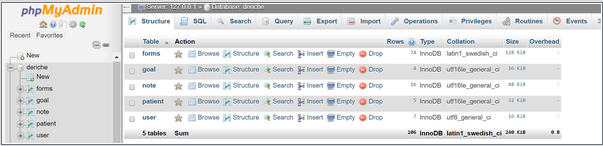 phpMyAdmin
Recent Favorites
New
deriche
New
forms
goal
note
patient
user
Server: 127.0.0.1 » Database: deriche
Structure SQL Search Query Export Import Operations Privileges Routines Events
Table Action Rows Type Collation Size Overhead
forms Browse Structure Search Insert Empty Drop 74 InnoDB latin1_swedish_ci 128 KiB -
goal Browse Structure Search Insert Empty Drop 4 InnoDB utf16le_general_ci 16 KiB -
note Browse Structure Search Insert Empty Drop 16 InnoDB utf16le_general_ci 48 KiB -
patient Browse Structure Search Insert Empty Drop 5 InnoDB utf16le_general_ci 32 KiB -
user Browse Structure Search Insert Empty Drop 7 InnoDB utf8_general_ci 16 KiB -
5 tables Sum 106 InnoDB latin1_swedish_ci 240 KiB 0 B